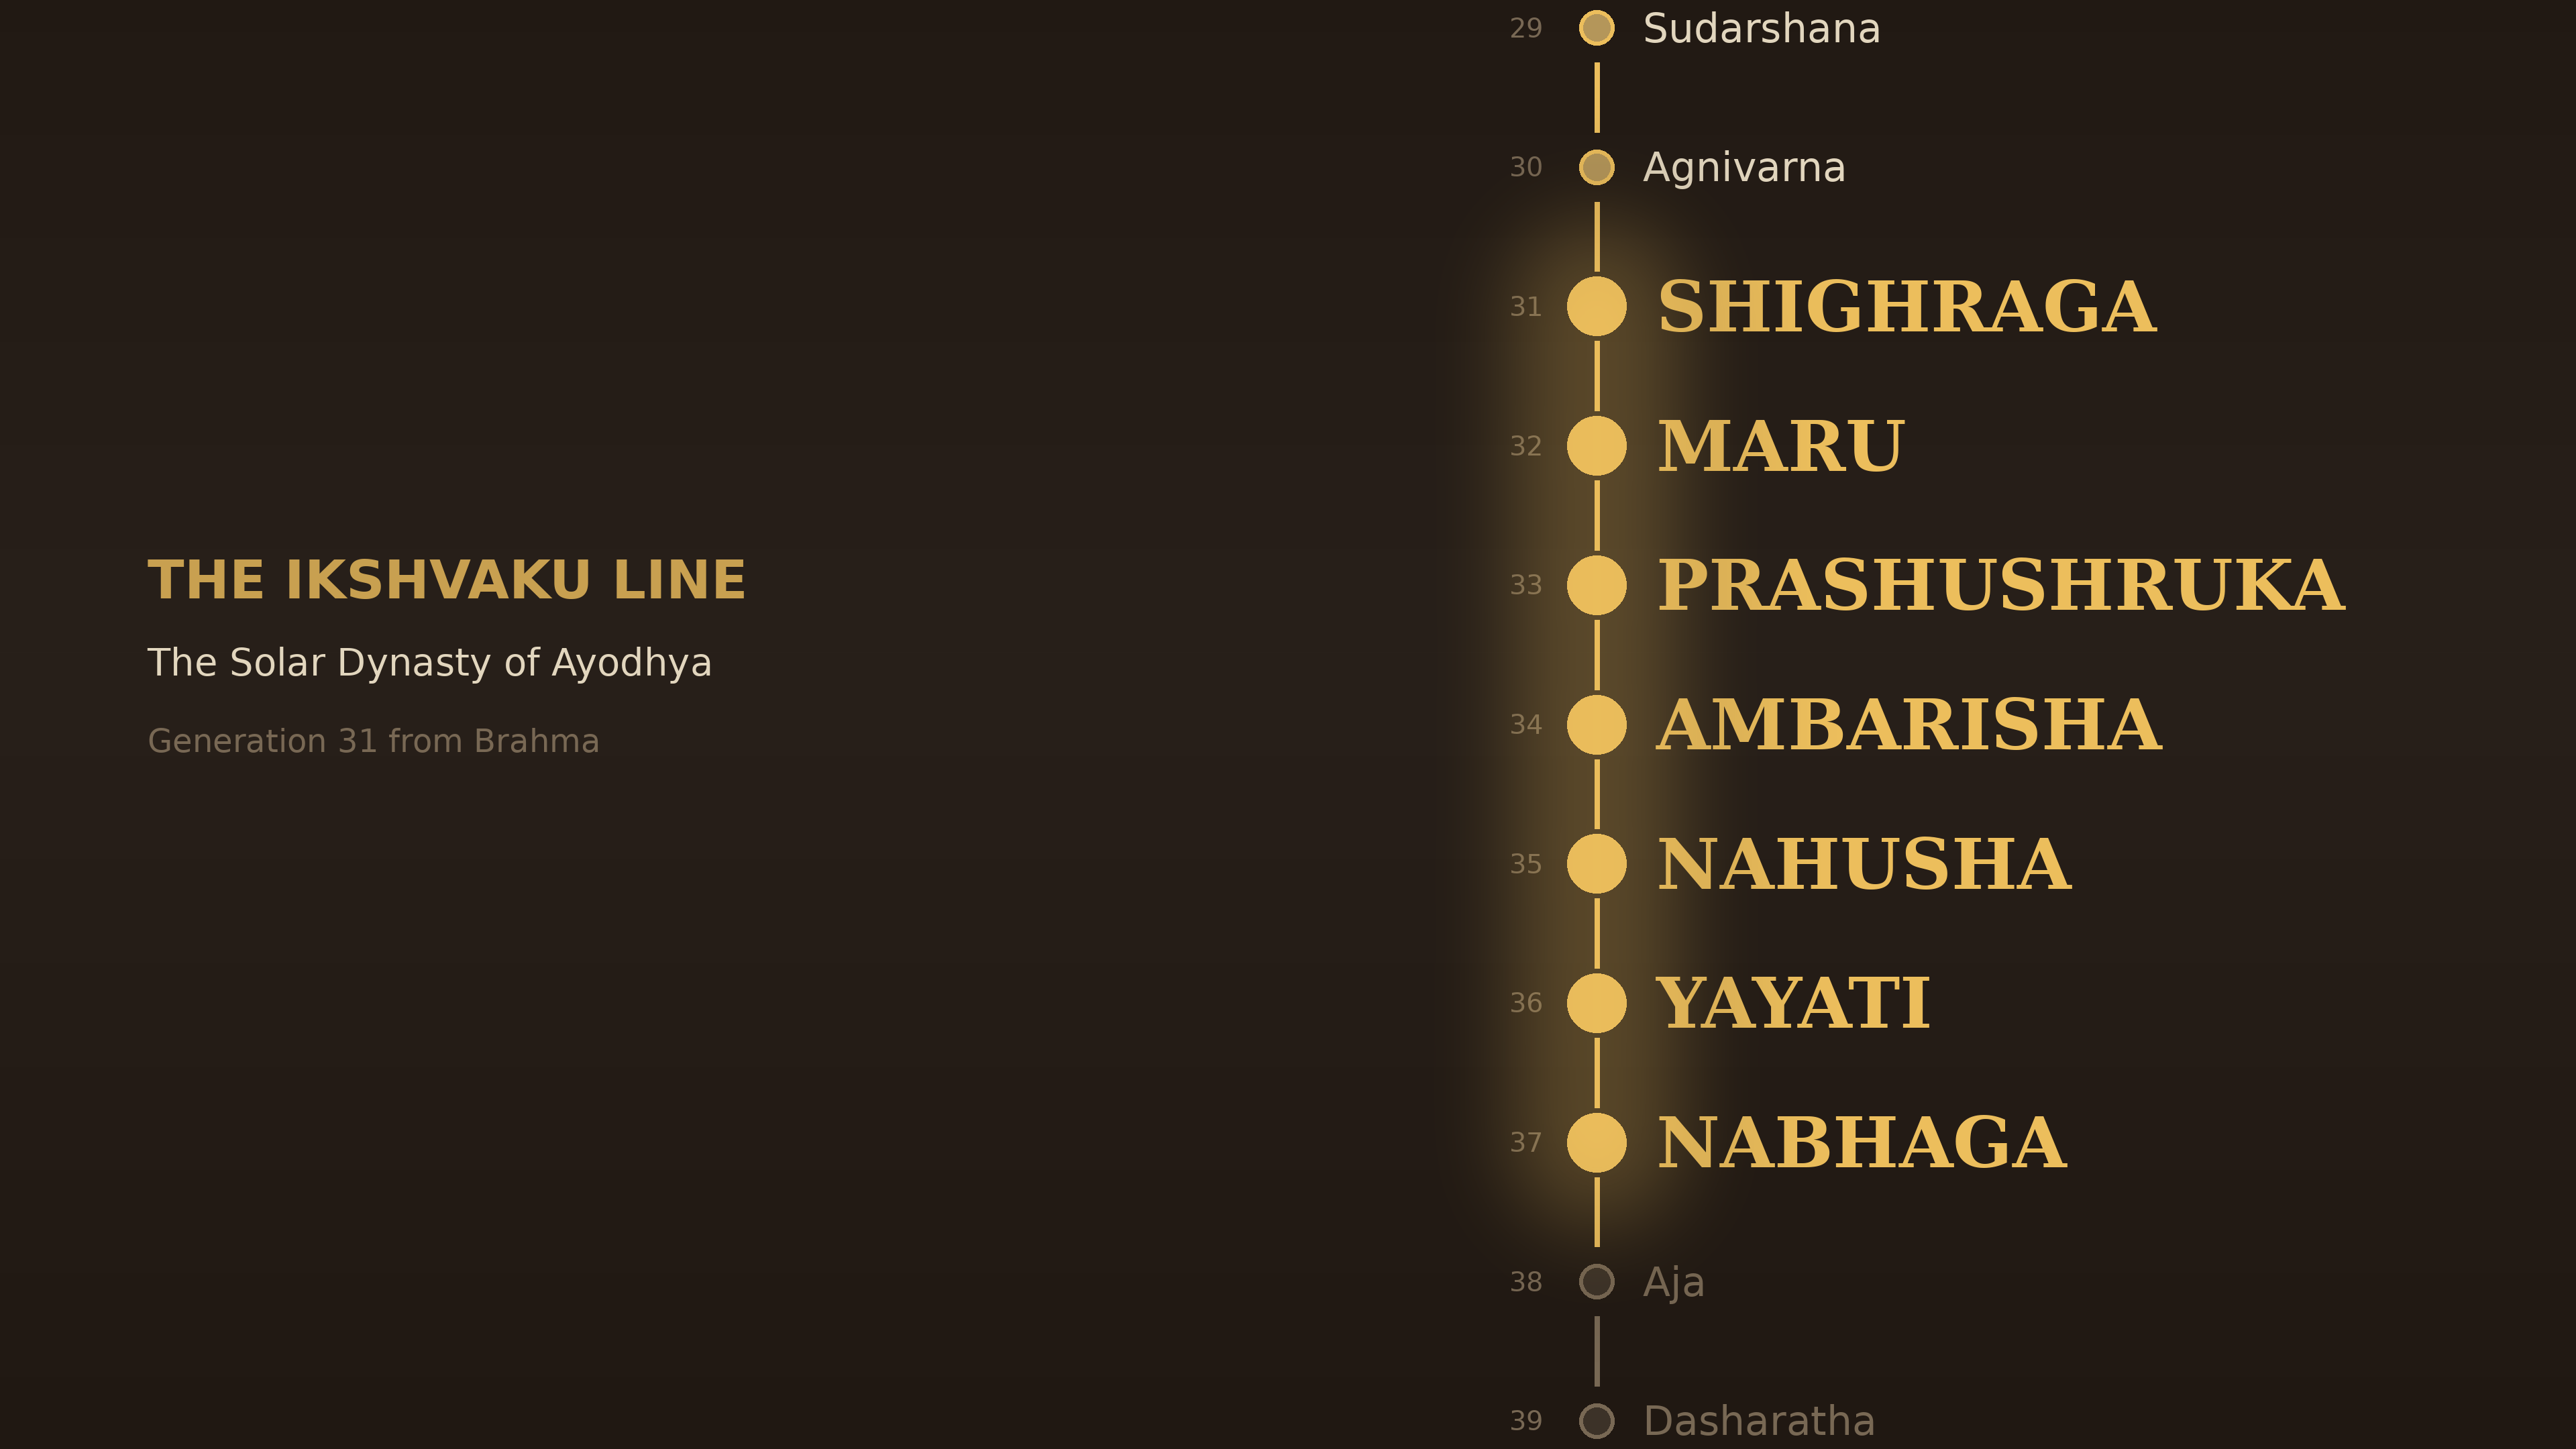 THE IKSHVAKU LINE
The Solar Dynasty of Ayodhya
Generation 31 from Brahma
29 Sudarshana
30 Agnivarna
31 SHIGHRAGA
32 MARU
33 PRASHUSHRUKA
34 AMBARISHA
35 NAHUSHA
36 YAYATI
37 NABHAGA
38 Aja
39 Dasharatha